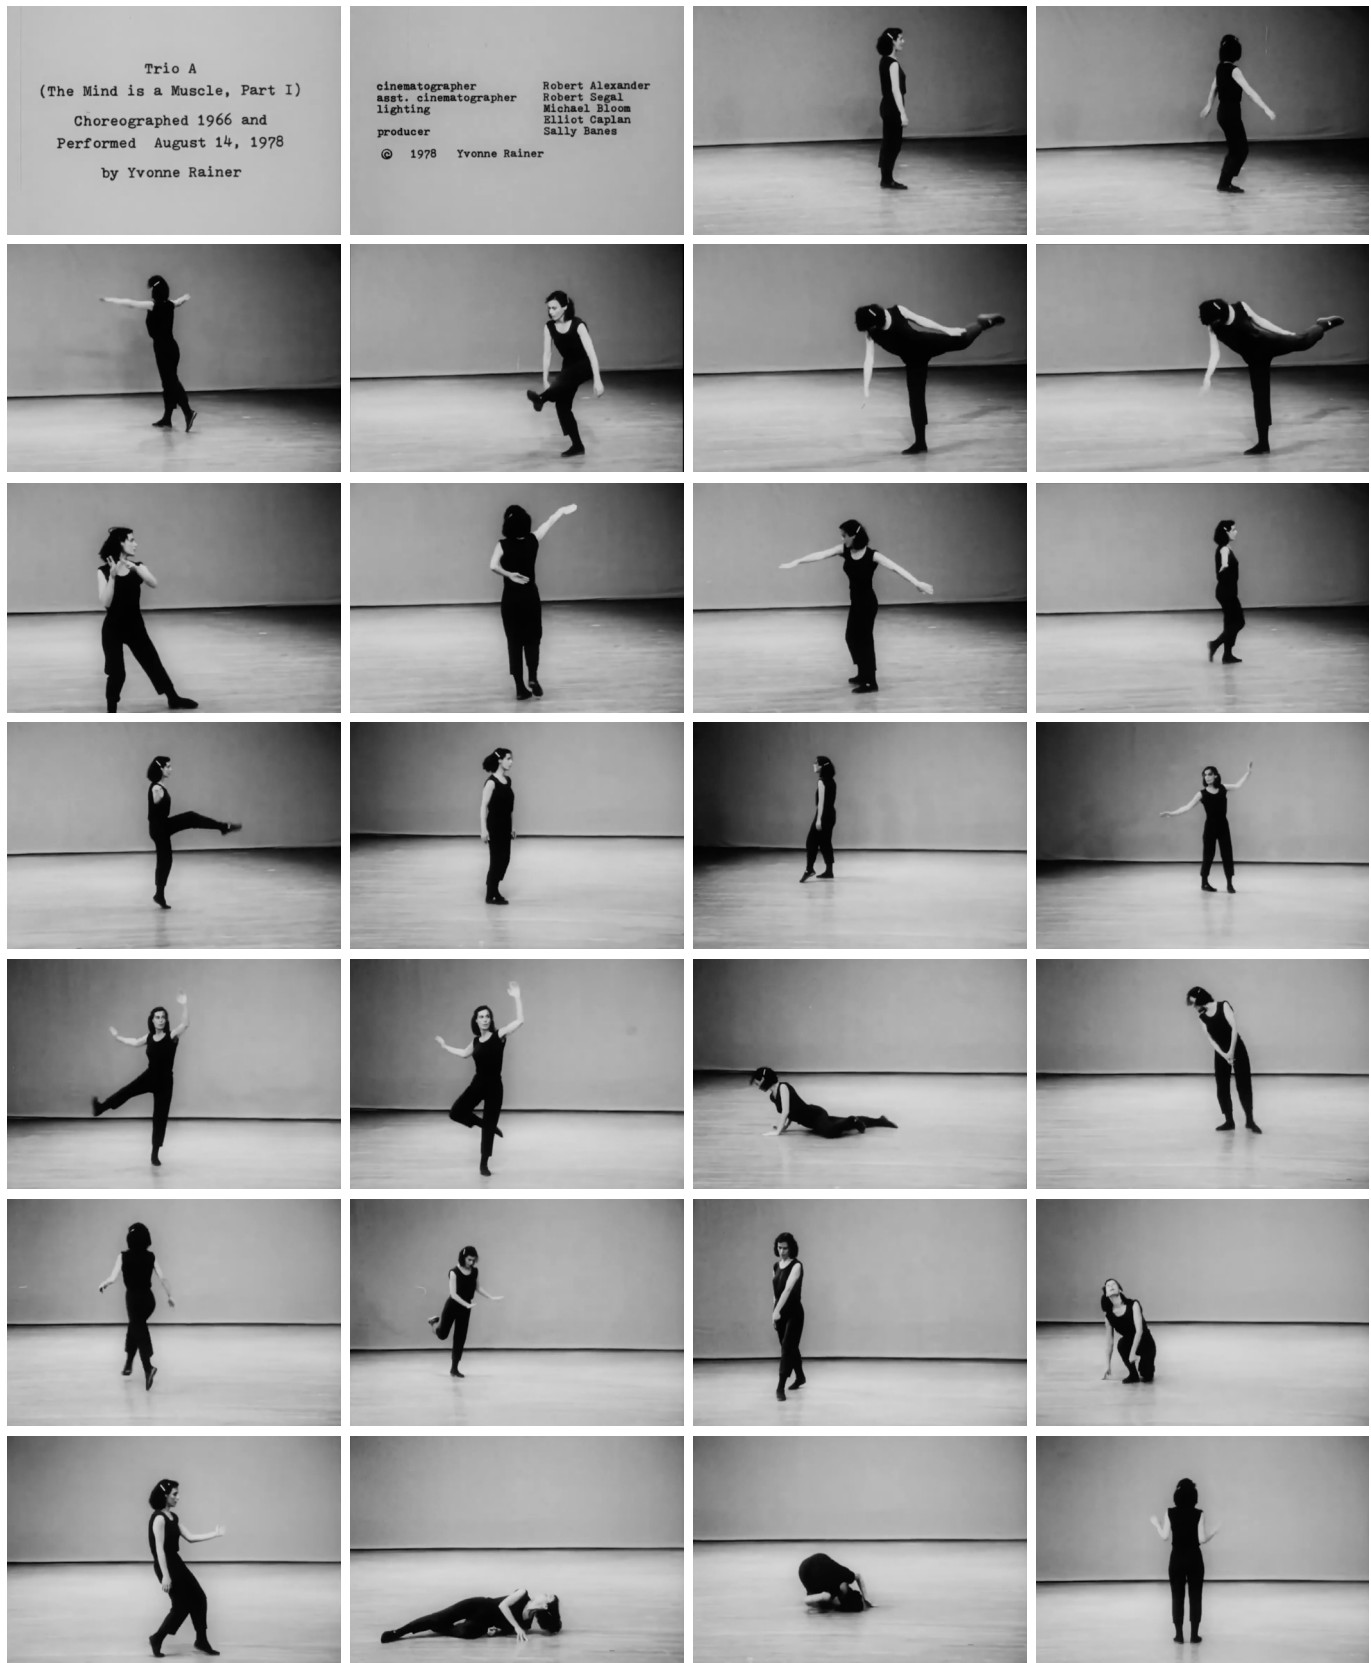 Trio A
(The Mind is a Muscle, Part I)
Choreographed 1966 and
Performed August 14, 1978
by Yvonne Rainer
cinematographer Robert Alexander
asst. cinematographer Robert Segal
lighting Michael Bloom
Elliot Caplan
producer Sally Banes
© 1978 Yvonne Rainer